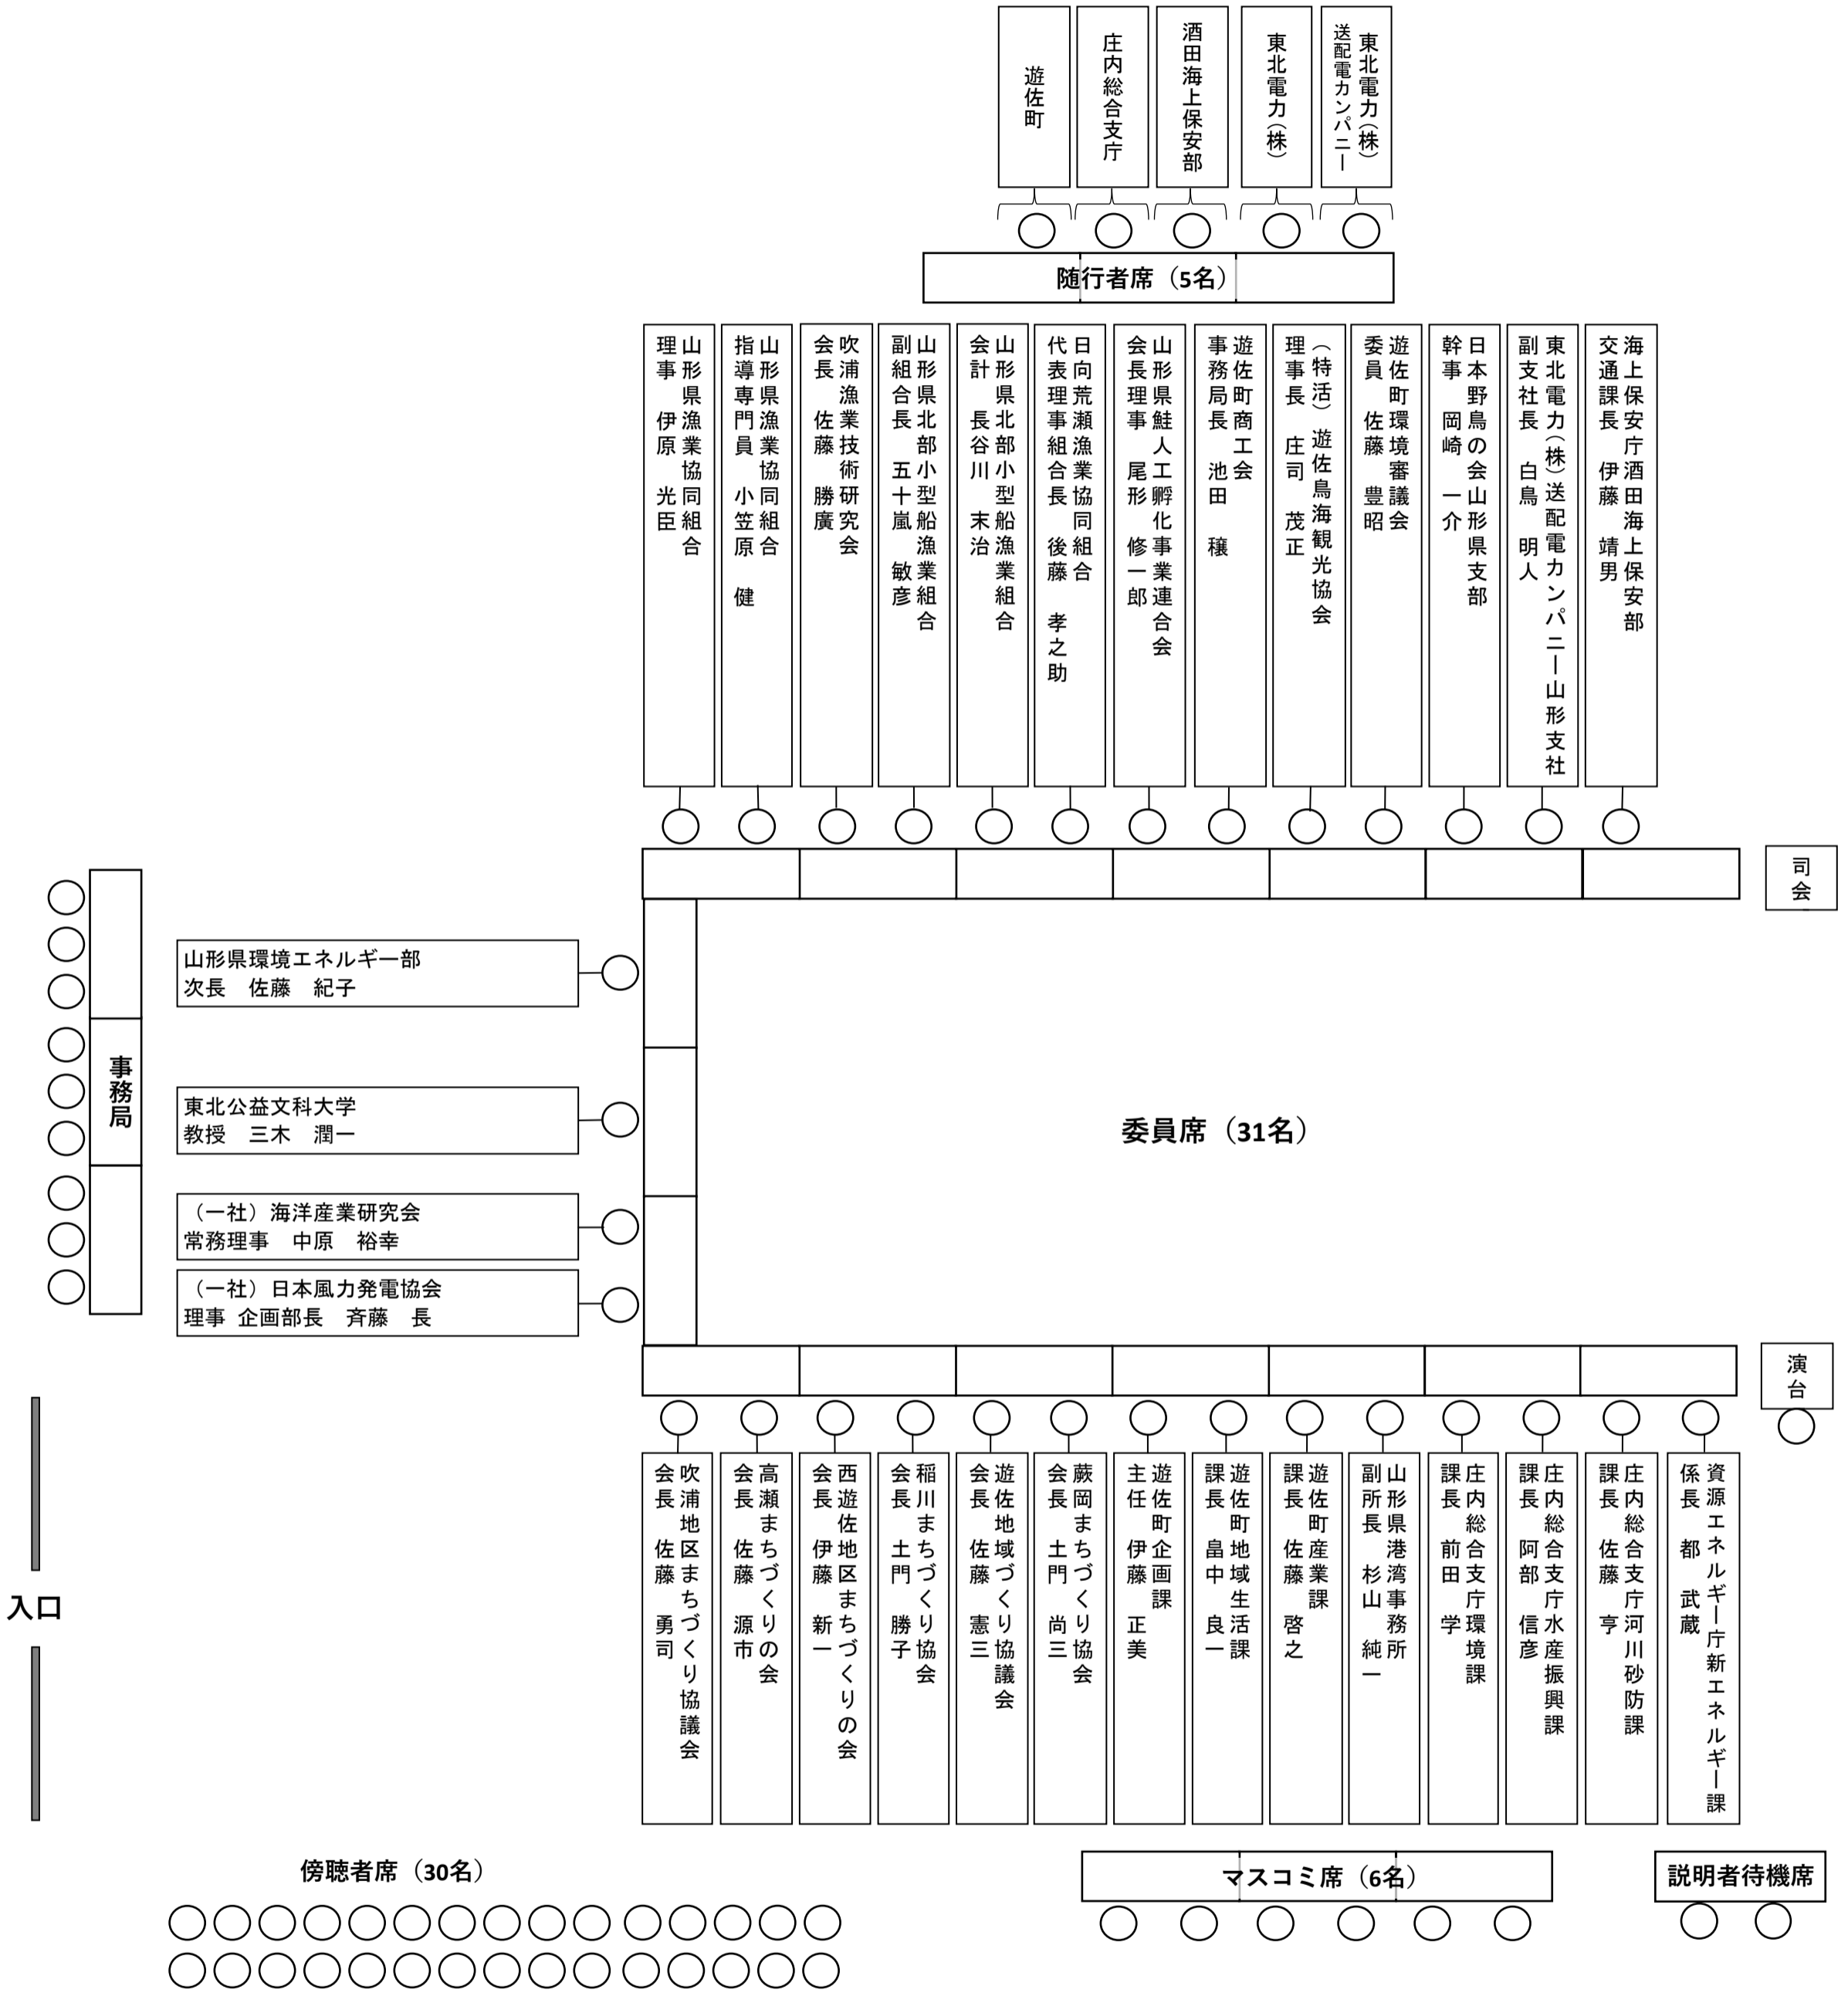 遊佐町
庄内総合支庁
酒田海上保安部
東北電力(株)
東北電力(株)
送配電カンパニー
随行者席（5名）
山形県漁業協同組合
理事　伊原　光臣
山形県漁業協同組合
指導専門員　小笠原　健
吹浦漁業技術研究会
会長　佐藤　勝廣
山形県北部小型船漁業組合
副組合長　五十嵐　敏彦
山形県北部小型船漁業組合
会計　長谷川　末治
日向荒瀬漁業協同組合
代表理事組合長　後藤　孝之助
山形県鮭人工孵化事業連合会
会長理事　尾形　修一郎
遊佐町商工会
事務局長　池田　穣
（特活）遊佐鳥海観光協会
理事長　庄司　茂正
遊佐町環境審議会
委員　佐藤　豊昭
日本野鳥の会山形県支部
幹事　岡崎　一介
東北電力(株)送配電カンパニー山形支社
副支社長　白鳥　明人
海上保安庁酒田海上保安部
交通課長　伊藤　靖男
司会
事務局
山形県環境エネルギー部
次長　佐藤　紀子
東北公益文科大学
教授　三木　潤一
（一社）海洋産業研究会
常務理事　中原　裕幸
（一社）日本風力発電協会
理事 企画部長　斉藤　長
委員席（31名）
演台
吹浦地区まちづくり協議会
会長　佐藤　勇司
高瀬まちづくりの会
会長　佐藤　源市
西遊佐地区まちづくりの会
会長　伊藤　新一
稲川まちづくり協会
会長　土門　勝子
遊佐地域づくり協議会
会長　佐藤　憲三
蕨岡まちづくり協会
会長　土門　尚三
遊佐町企画課
主任　伊藤　正美
遊佐町地域生活課
課長　畠中　良一
遊佐町産業課
課長　佐藤　啓之
山形県港湾事務所
副所長　杉山　純一
庄内総合支庁環境課
課長　前田　学
庄内総合支庁水産振興課
課長　阿部　信彦
庄内総合支庁河川砂防課
課長　佐藤　亨
資源エネルギー庁新エネルギー課
係長　都　武蔵
入口
傍聴者席（30名）
マスコミ席（6名）
説明者待機席